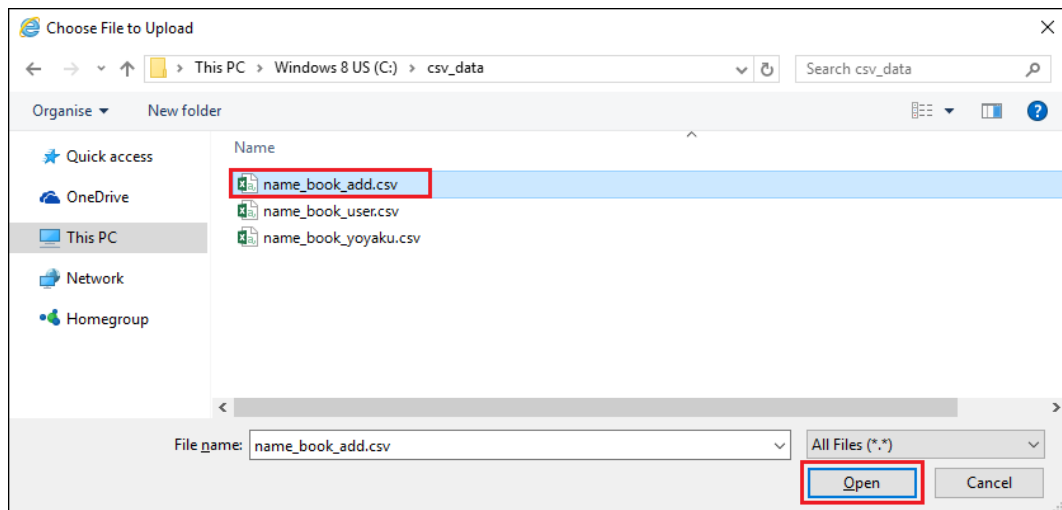 Choose File to Upload
This PC > Windows 8 US (C:) > csv_data
Search csv_data
Organise
New folder
?
Name
Quick access
OneDrive
This PC
Network
Homegroup
name_book_add.csv
name_book_user.csv
name_book_yoyaku.csv
File name: name_book_add.csv
All Files (*.*)
Open
Cancel